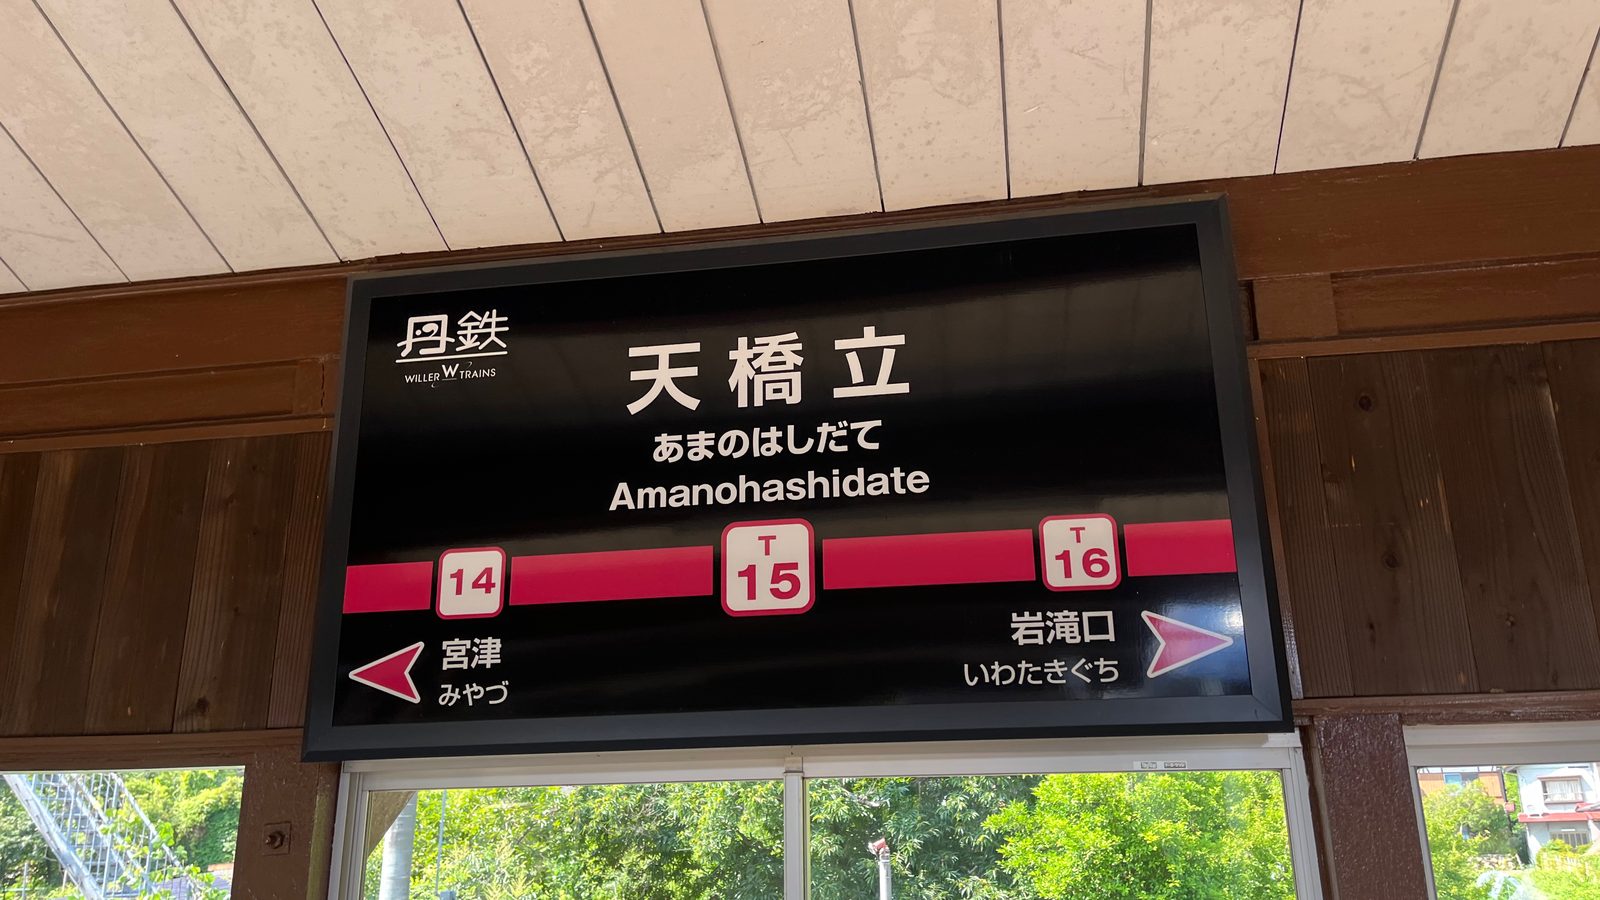 丹鉄
WILLER TRAINS
天橋立
あまのはしだて
Amanohashidate
14
T
15
T
16
宮津
みやづ
岩滝口
いわたきぐち